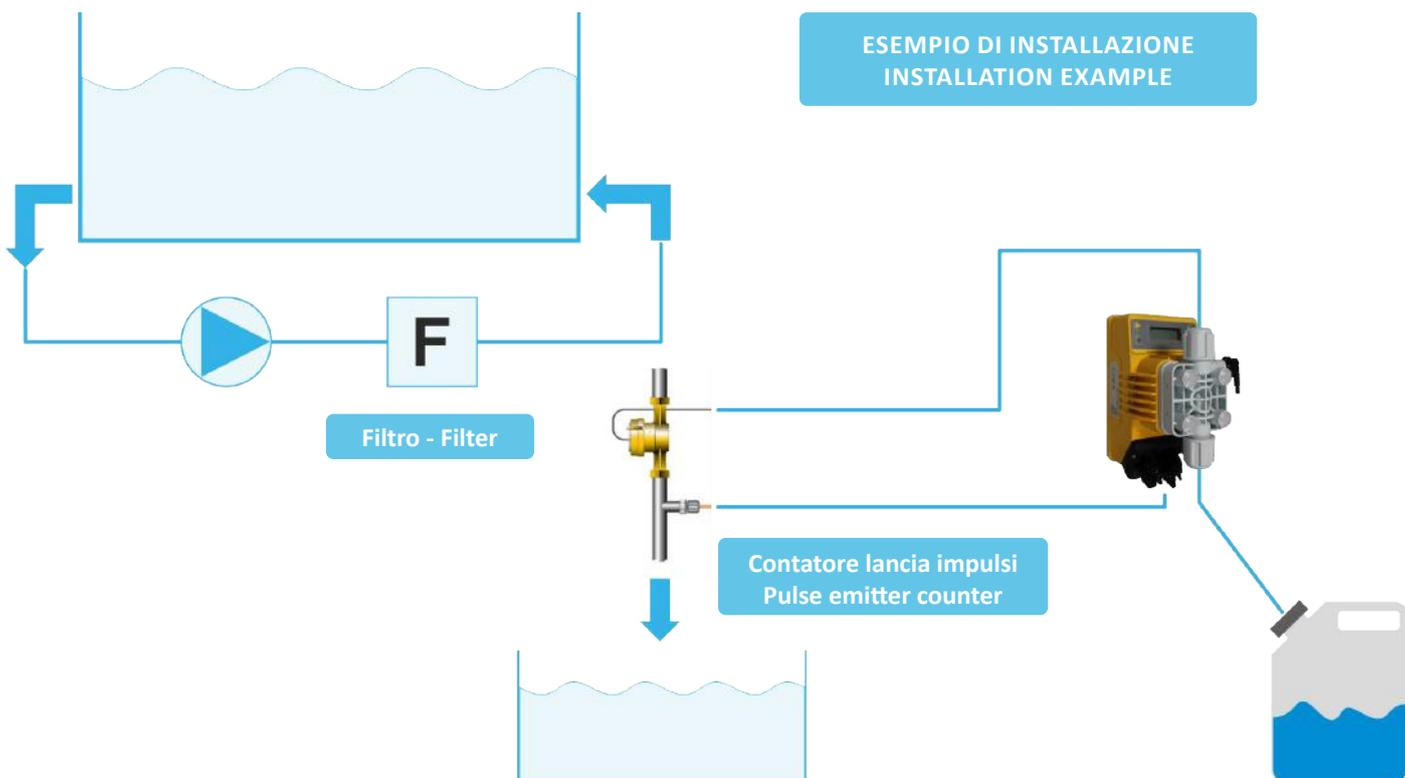 ESEMPIO DI INSTALLAZIONE
INSTALLATION EXAMPLE
F
Filtro - Filter
Contatore lancia impulsi
Pulse emitter counter